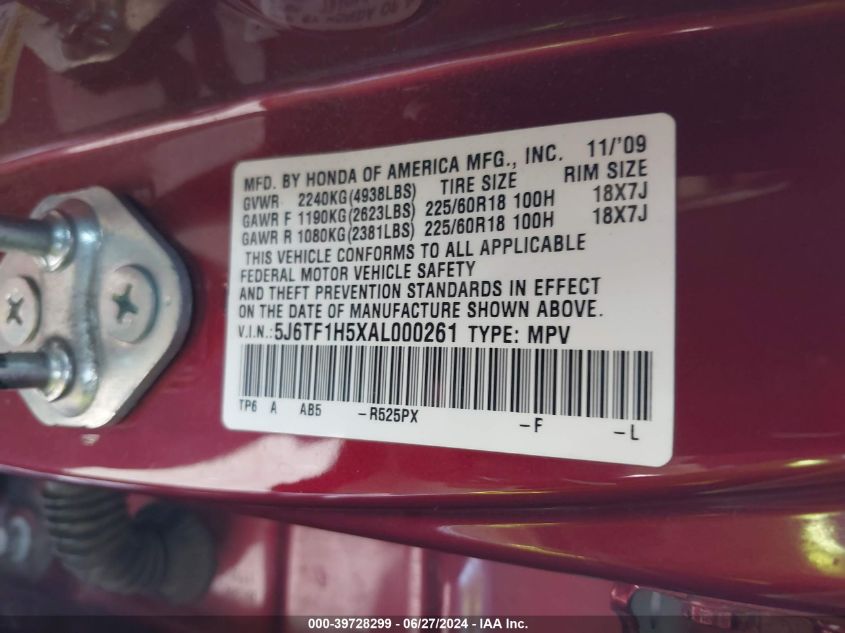 MFD. BY HONDA OF AMERICA MFG., INC. 11/'09
GVWR 2240KG(4938LBS) TIRE SIZE RIM SIZE
GAWR F 1190KG(2623LBS) 225/60R18 100H 18X7J
GAWR R 1080KG(2381LBS) 225/60R18 100H 18X7J
THIS VEHICLE CONFORMS TO ALL APPLICABLE
FEDERAL MOTOR VEHICLE SAFETY
AND THEFT PREVENTION STANDARDS IN EFFECT
ON THE DATE OF MANUFACTURE SHOWN ABOVE.
V.I.N.:5J6TF1H5XAL000261 TYPE: MPV
TP6 A AB5 -R525PX -F -L
000-39728299 - 06/27/2024 - IAA Inc.